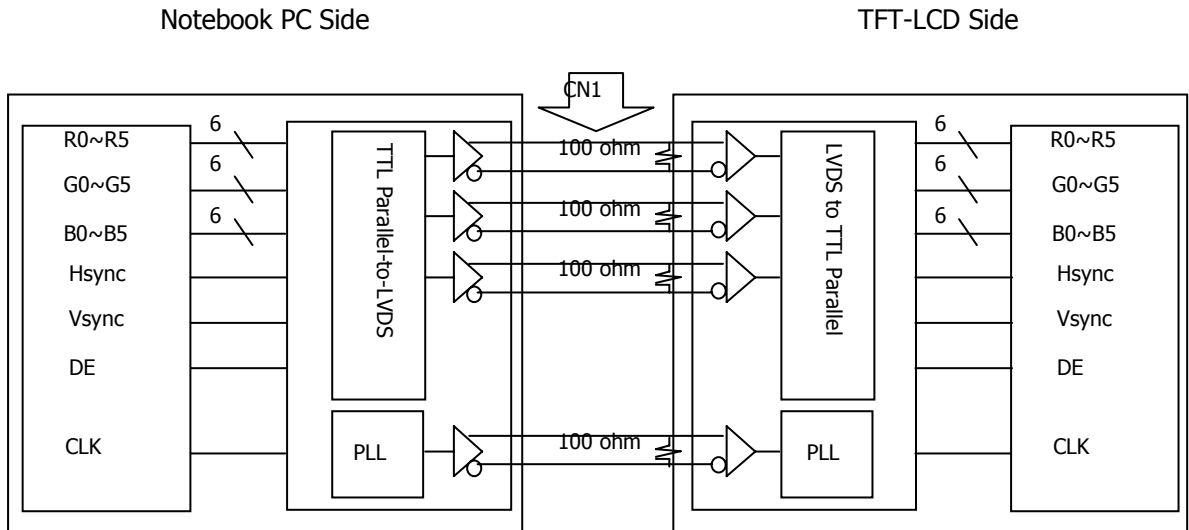 Notebook PC Side
TFT-LCD Side
CN1
R0~R5
6
G0~G5
6
B0~B5
6
Hsync
Vsync
DE
CLK
TTL Parallel-to-LVDS
PLL
100 ohm
100 ohm
100 ohm
100 ohm
LVDS to TTL Parallel
PLL
6
R0~R5
6
G0~G5
6
B0~B5
Hsync
Vsync
DE
CLK